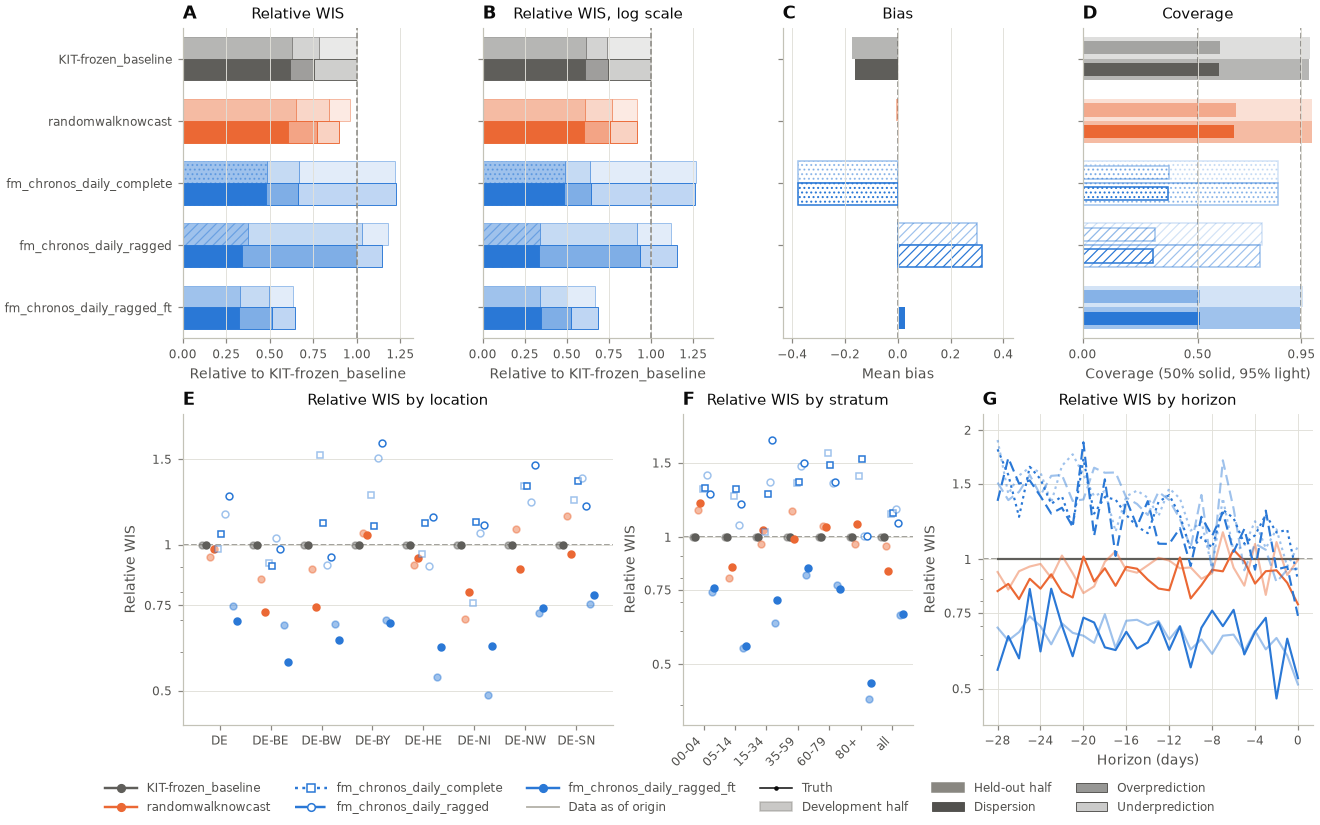 A Relative WIS
B Relative WIS, log scale
C Bias
D Coverage
KIT-frozen_baseline
randomwalknowcast
fm_chronos_daily_complete
fm_chronos_daily_ragged
fm_chronos_daily_ragged_ft
0.00 0.25 0.50 0.75 1.00 1.25
0.00 0.25 0.50 0.75 1.00 1.25
−0.4 −0.2 0.0 0.2 0.4
0.00 0.50 0.95
Relative to KIT-frozen_baseline
Relative to KIT-frozen_baseline
Mean bias
Coverage (50% solid, 95% light)
E Relative WIS by location
F Relative WIS by stratum
G Relative WIS by horizon
Relative WIS
1.5
1
0.75
0.5
DE DE-BE DE-BW DE-BY DE-HE DE-NI DE-NW DE-SN
Relative WIS
1.5
1
0.75
0.5
00-04 05-14 15-34 35-59 60-79 80+ all
Relative WIS
2
1.5
1
0.75
0.5
−28 −24 −20 −16 −12 −8 −4 0
Horizon (days)
KIT-frozen_baseline
randomwalknowcast
fm_chronos_daily_complete
fm_chronos_daily_ragged
fm_chronos_daily_ragged_ft
Data as of origin
Truth
Development half
Held-out half
Dispersion
Overprediction
Underprediction